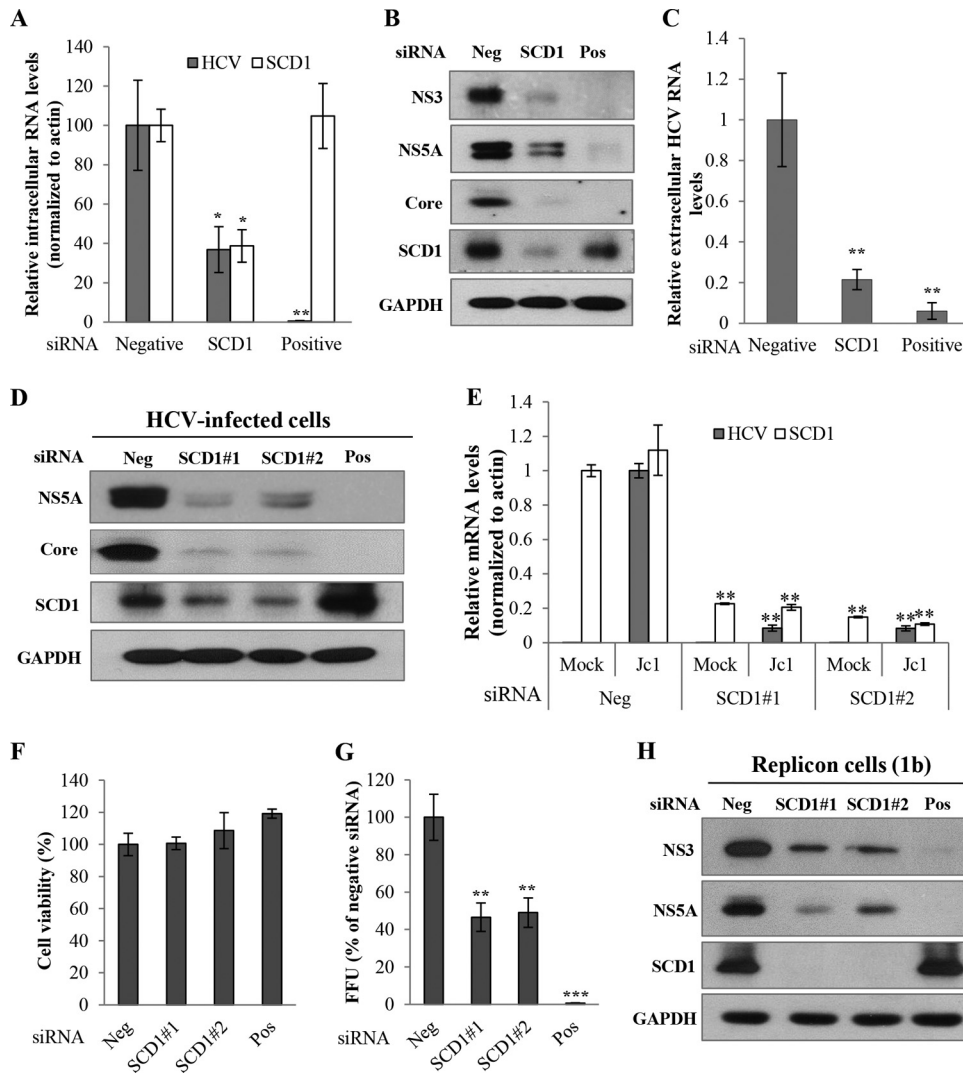 A
Relative intracellular RNA levels
(normalized to actin)
140
120
100
80
60
40
20
0
HCV SCD1
* *
**
siRNA Negative SCD1 Positive
B
siRNA Neg SCD1 Pos
NS3
NS5A
Core
SCD1
GAPDH
C
Relative extracellular HCV RNA
levels
1.4
1.2
1
0.8
0.6
0.4
0.2
0
**
**
siRNA Negative SCD1 Positive
D
HCV-infected cells
siRNA Neg SCD1#1 SCD1#2 Pos
NS5A
Core
SCD1
GAPDH
E
Relative mRNA levels
(normalized to actin)
1.4
1.2
1
0.8
0.6
0.4
0.2
0
HCV SCD1
** ** ** ** ** **
Mock Jc1 Mock Jc1 Mock Jc1
siRNA Neg SCD1#1 SCD1#2
F
Cell viability (%)
140
120
100
80
60
40
20
0
siRNA Neg SCD1#1 SCD1#2 Pos
G
FFU (% of negative siRNA)
120
100
80
60
40
20
0
** **
***
siRNA Neg SCD1#1 SCD1#2 Pos
H
Replicon cells (1b)
siRNA Neg SCD1#1 SCD1#2 Pos
NS3
NS5A
SCD1
GAPDH